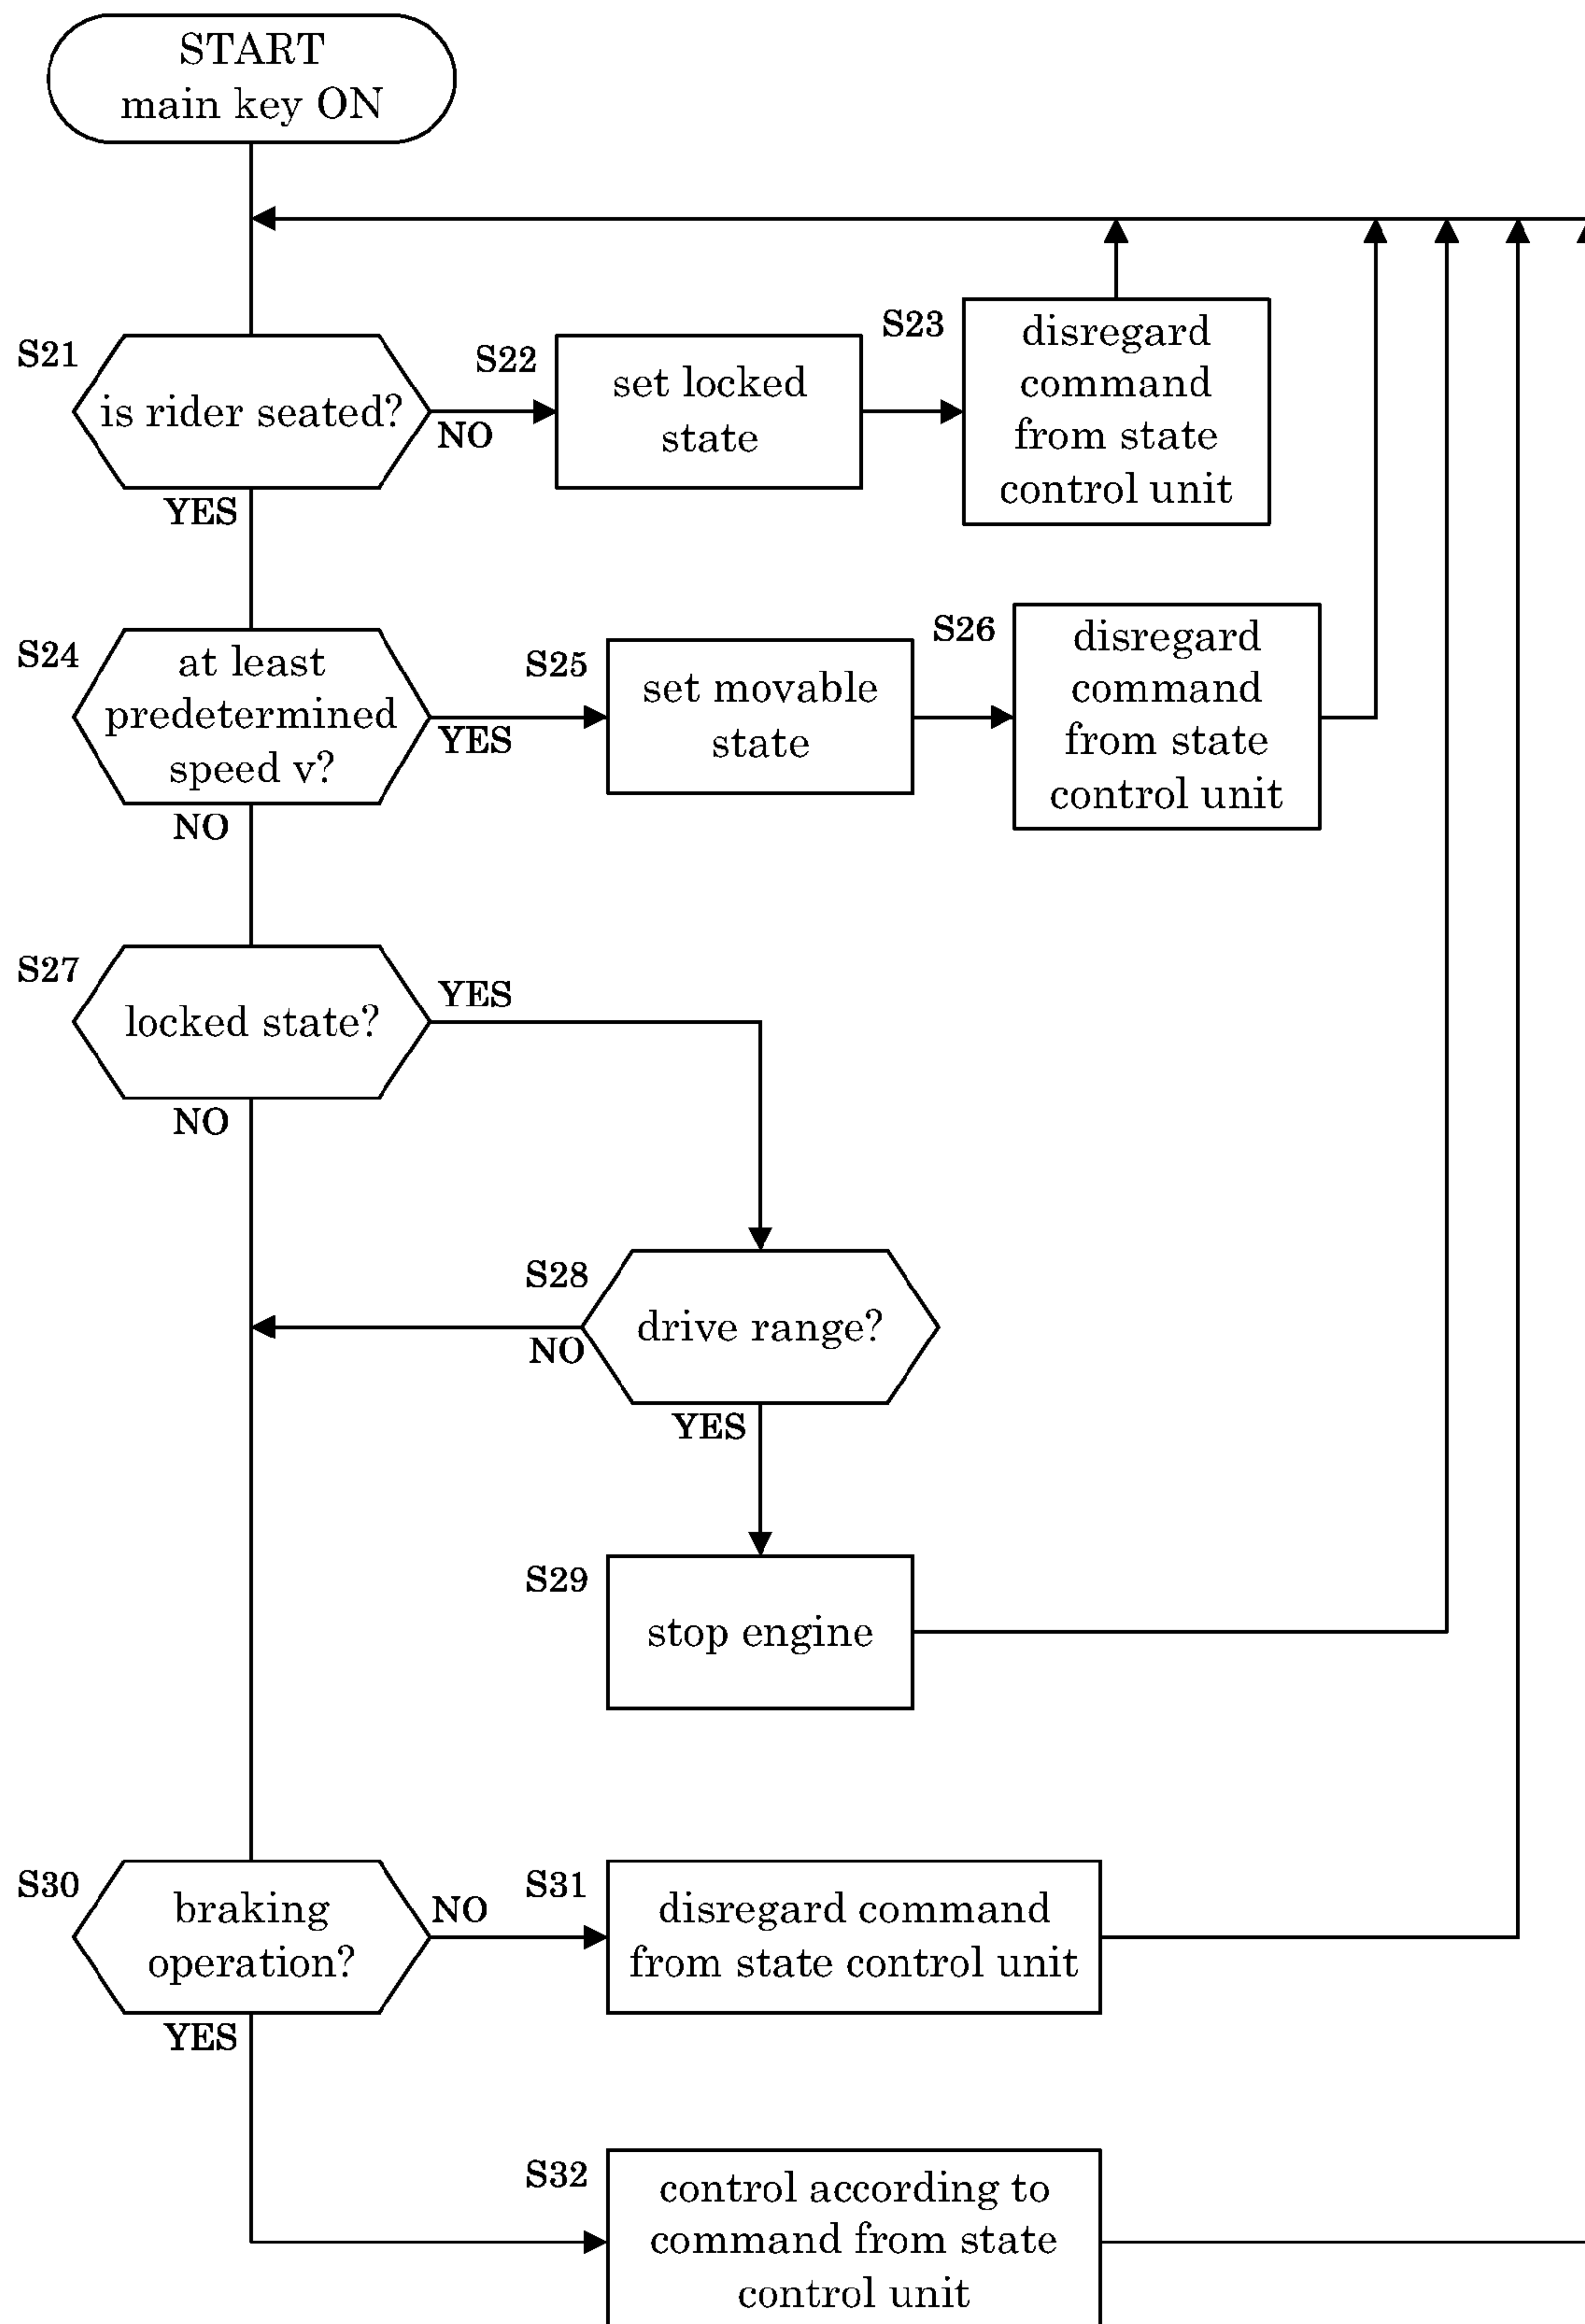 START
main key ON
S21
is rider seated?
NO
YES
S22
set locked
state
S23
disregard
command
from state
control unit
S24
at least
predetermined
speed v?
YES
NO
S25
set movable
state
S26
disregard
command
from state
control unit
S27
locked state?
YES
NO
S28
drive range?
NO
YES
S29
stop engine
S30
braking
operation?
NO
YES
S31
disregard command
from state control unit
S32
control according to
command from state
control unit